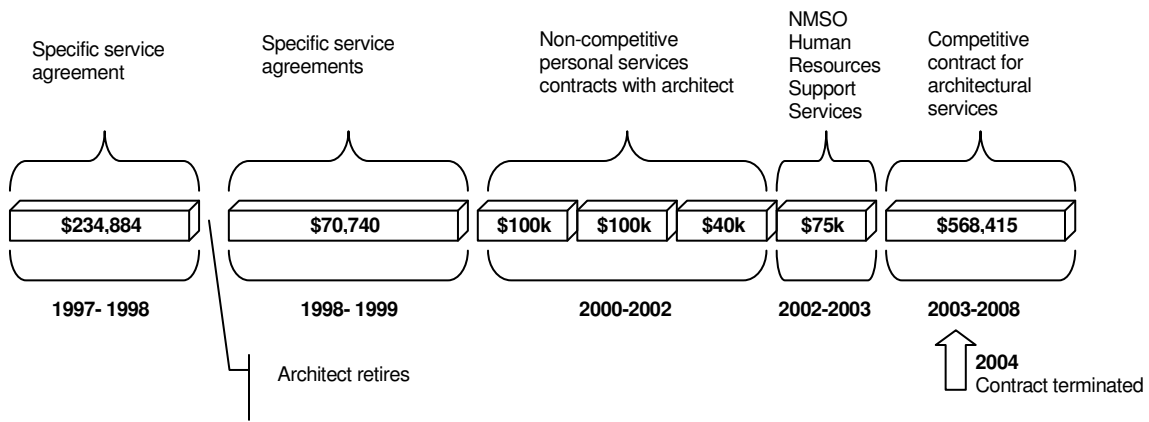 Specific service
agreement
Specific service
agreements
Non-competitive
personal services
contracts with architect
NMSO
Human
Resources
Support
Services
Competitive
contract for
architectural
services
$234,884
$70,740
$100k
$100k
$40k
$75k
$568,415
1997- 1998
1998- 1999
2000-2002
2002-2003
2003-2008
Architect retires
2004
Contract terminated